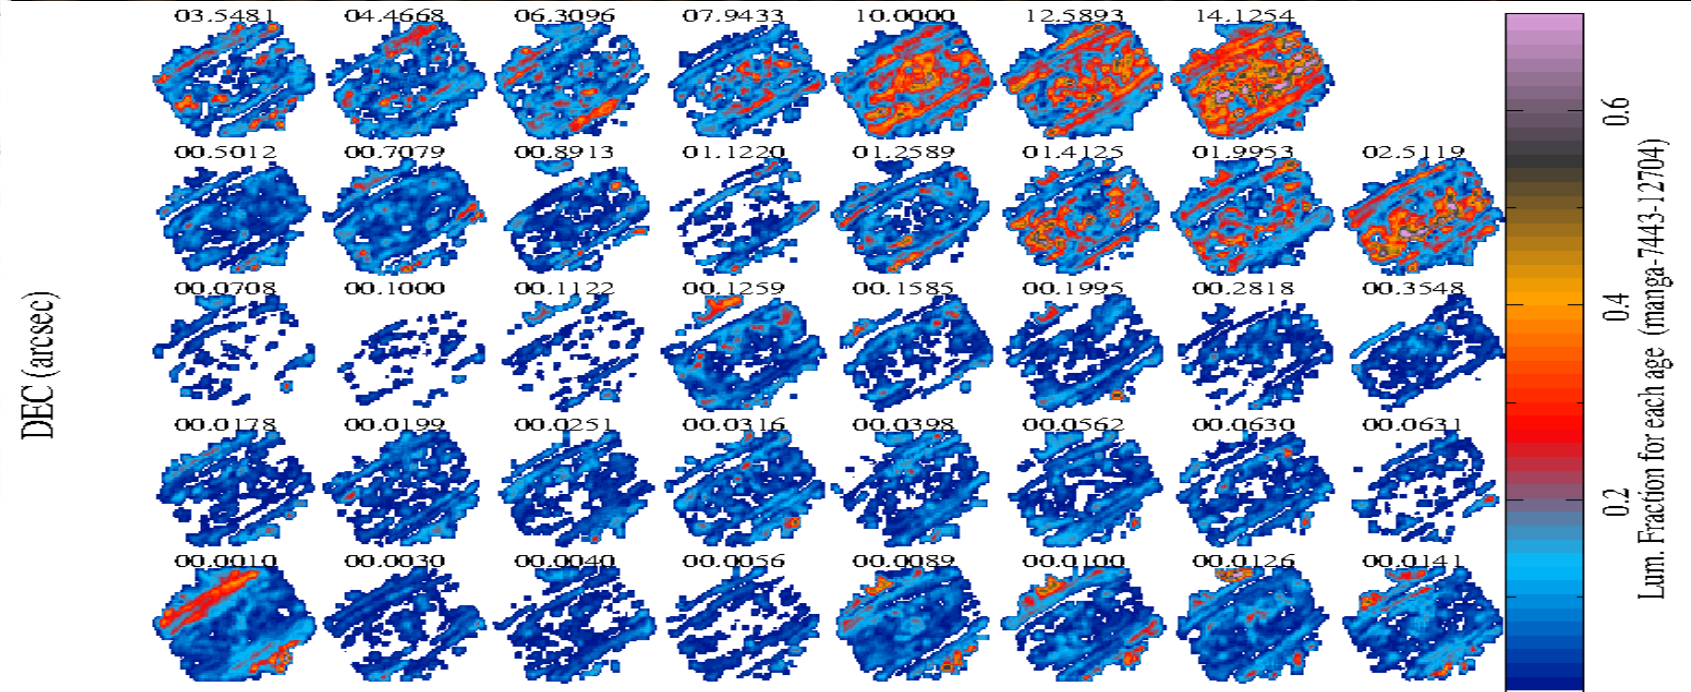 03.5481 04.4668 06.3096 07.9433 10.0000 12.5893 14.1254
00.5012 00.7079 00.8913 01.1220 01.2589 01.4125 01.9953 02.5119
00.0708 00.1000 00.1122 00.1259 00.1585 00.1995 00.2818 00.3548
00.0178 00.0199 00.0251 00.0316 00.0398 00.0562 00.0630 00.0631
00.0010 00.0030 00.0040 00.0056 00.0089 00.0100 00.0126 00.0141
DEC (arcsec)
0.6
0.4
0.2
Lum. Fraction for each age (manga-7443-12704)